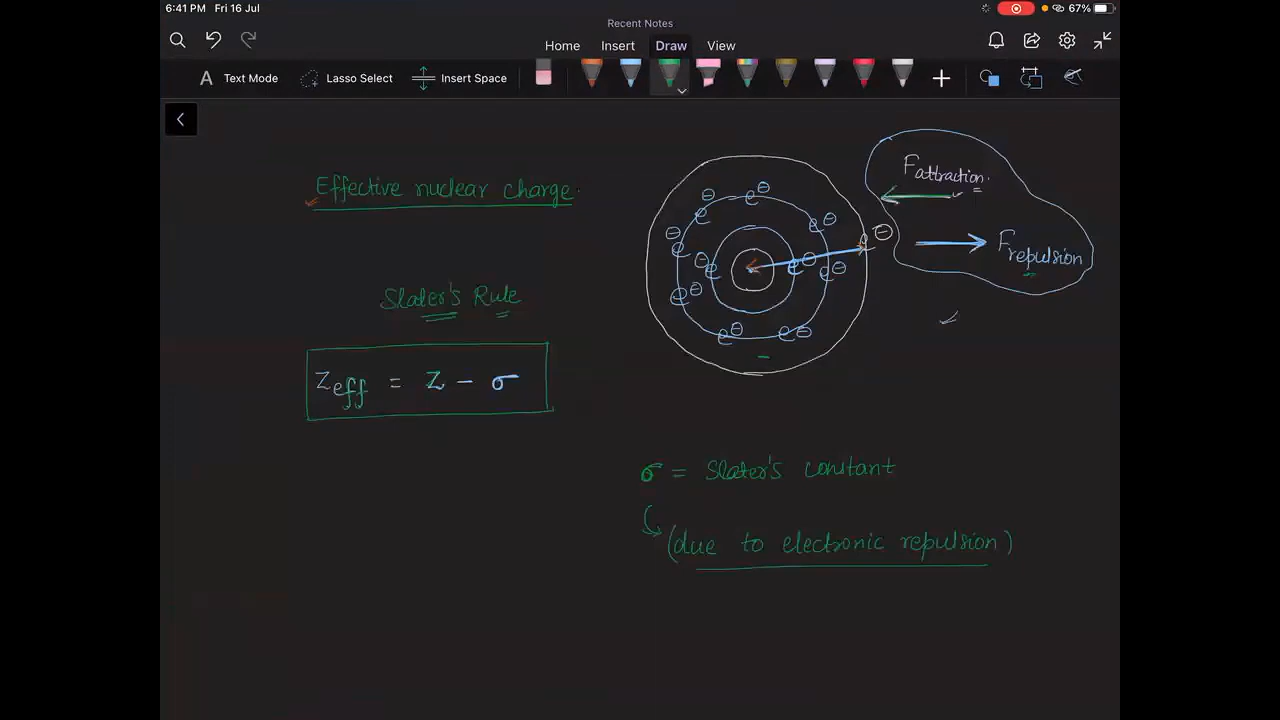 6:41 PM Fri 16 Jul
67%
Recent Notes
Home Insert Draw View
A Text Mode Lasso Select Insert Space
Effective nuclear charge
Slater's Rule
Zeff = Z - σ
e⊖ e⊖ e⊖ e⊖ e⊖ e⊖ e⊖ e⊖ e⊖ e⊖ e⊖
Fattraction
Frepulsion
σ = Slater's constant
(due to electronic repulsion)